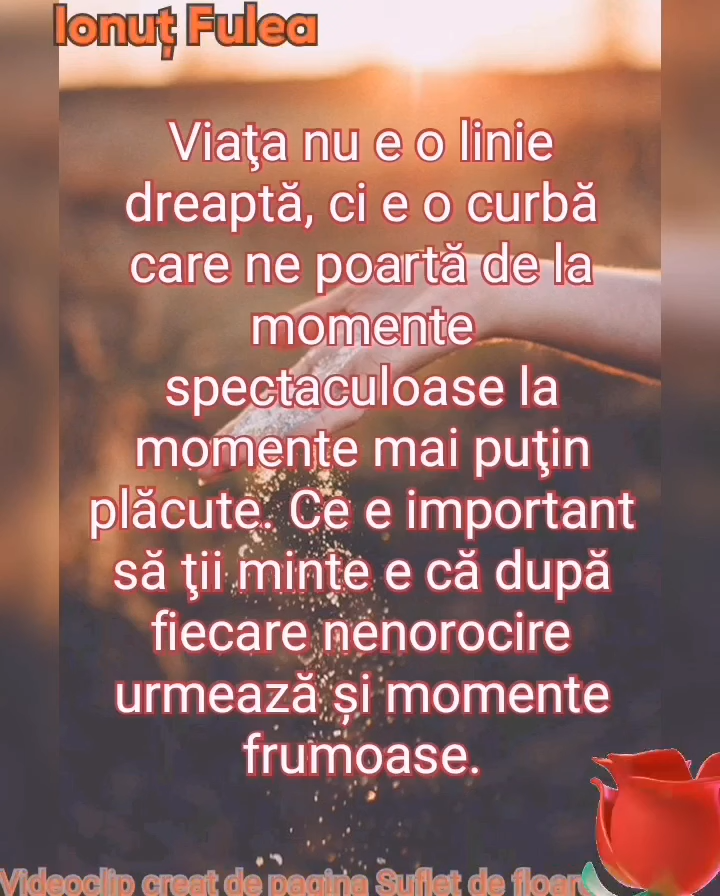 Ionuț Fulea
Viaţa nu e o linie
dreaptă, ci e o curbă
care ne poartă de la
momente
spectaculoase la
momente mai puţin
plăcute. Ce e important
să ţii minte e că după
fiecare nenorocire
urmează și momente
frumoase.
Videoclip creat de pagina Suflet de